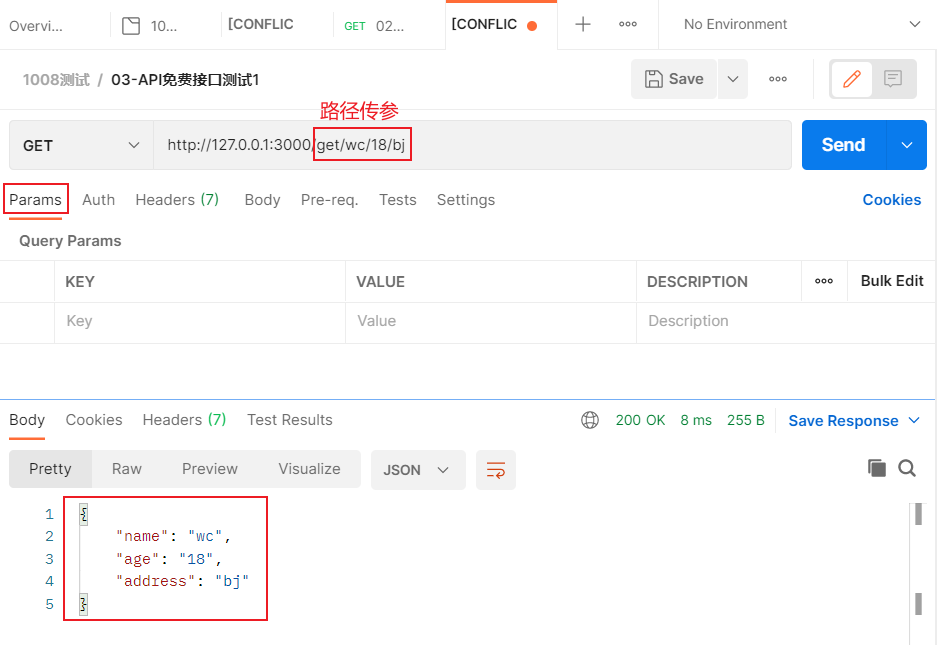 Overvi...
10...
[CONFLIC
GET 02...
[CONFLIC
No Environment
1008测试 / 03-API免费接口测试1
Save
路径传参
GET
http://127.0.0.1:3000/get/wc/18/bj
Send
Params Auth Headers (7) Body Pre-req. Tests Settings
Cookies
Query Params
KEY VALUE DESCRIPTION Bulk Edit
Key Value Description
Body Cookies Headers (7) Test Results
200 OK 8 ms 255 B Save Response
Pretty Raw Preview Visualize JSON
1 {
2 "name": "wc",
3 "age": "18",
4 "address": "bj"
5 }